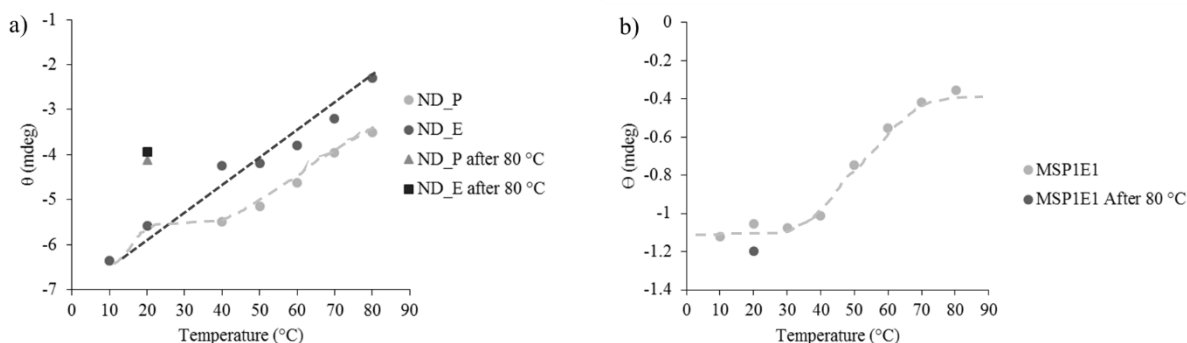 a)
-1
-2
-3
-4
-5
-6
-7
θ (mdeg)
0 10 20 30 40 50 60 70 80 90
Temperature (°C)
ND_P
ND_E
ND_P after 80 °C
ND_E after 80 °C
b)
0
-0.2
-0.4
-0.6
-0.8
-1
-1.2
-1.4
Θ (mdeg)
0 10 20 30 40 50 60 70 80 90
Temperature (°C)
MSP1E1
MSP1E1 After 80 °C